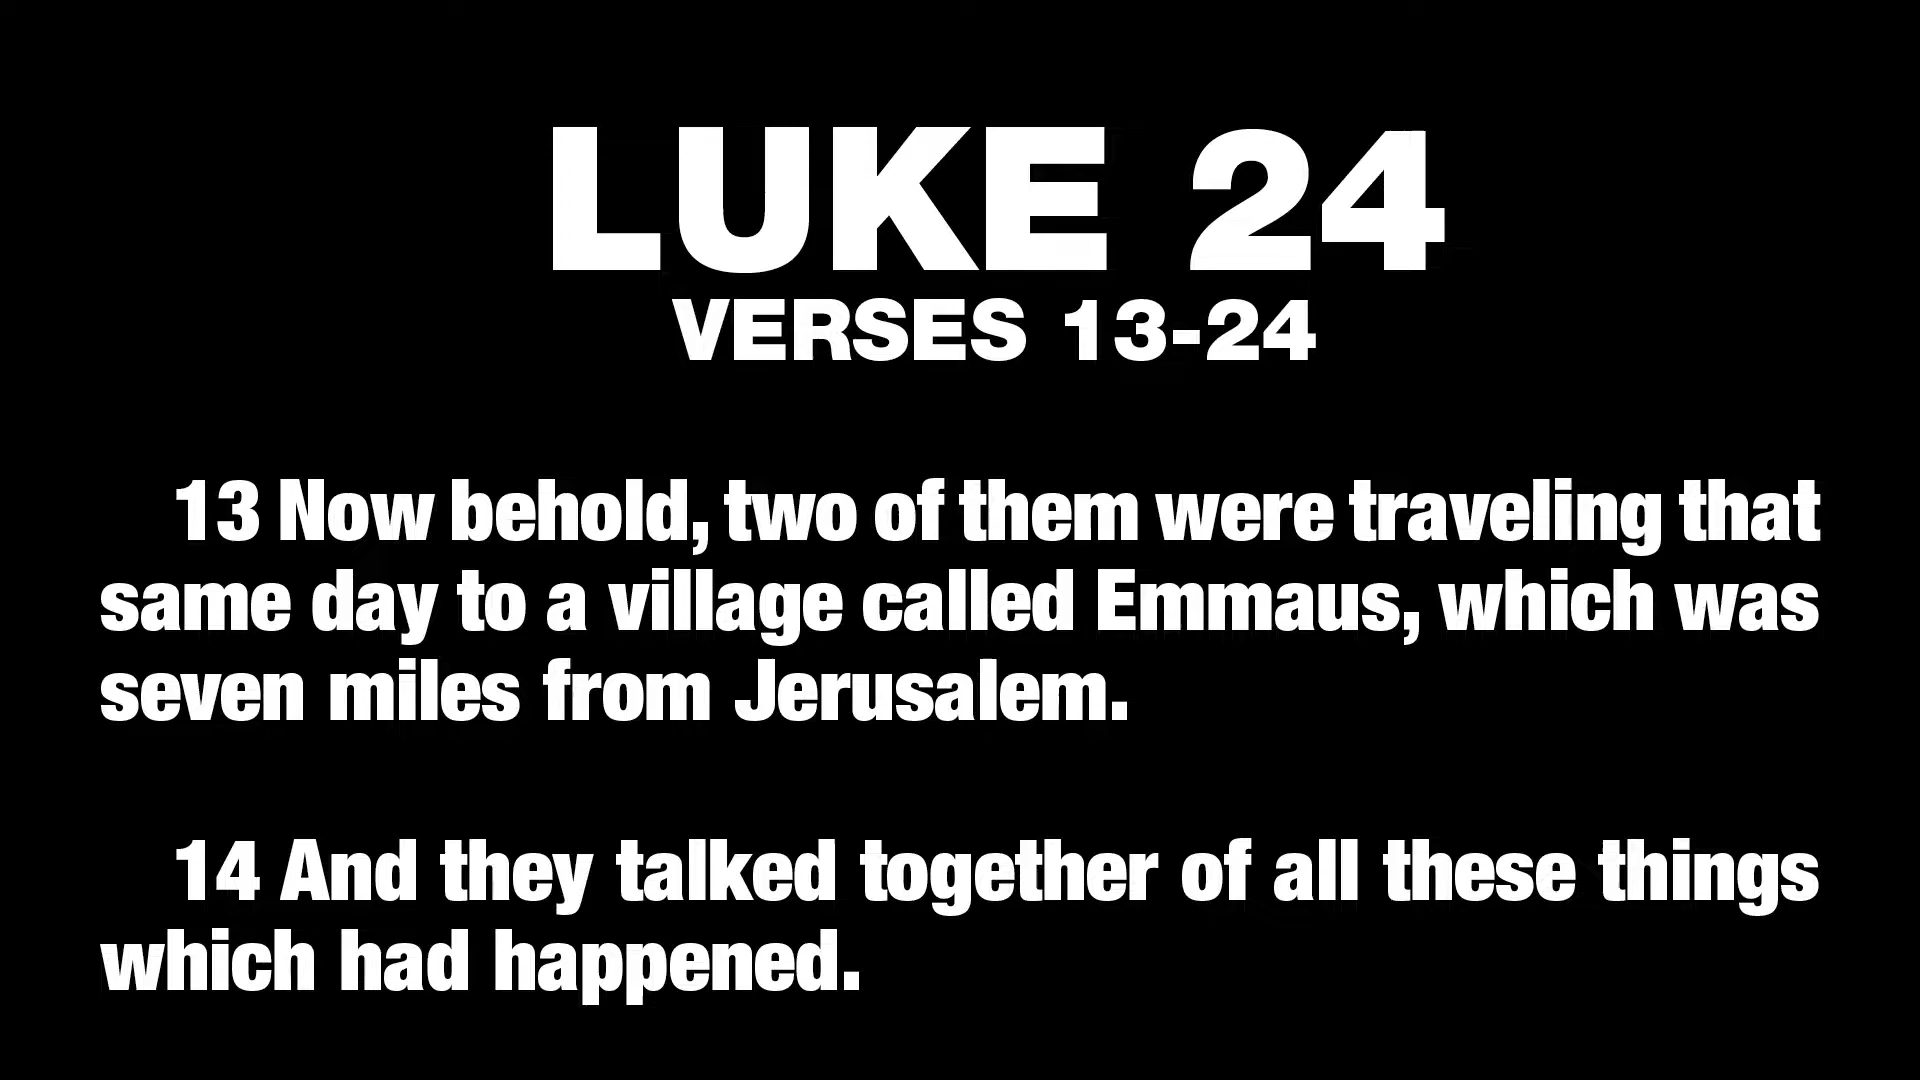 LUKE 24
VERSES 13-24
13 Now behold, two of them were traveling that
same day to a village called Emmaus, which was
seven miles from Jerusalem.
14 And they talked together of all these things
which had happened.